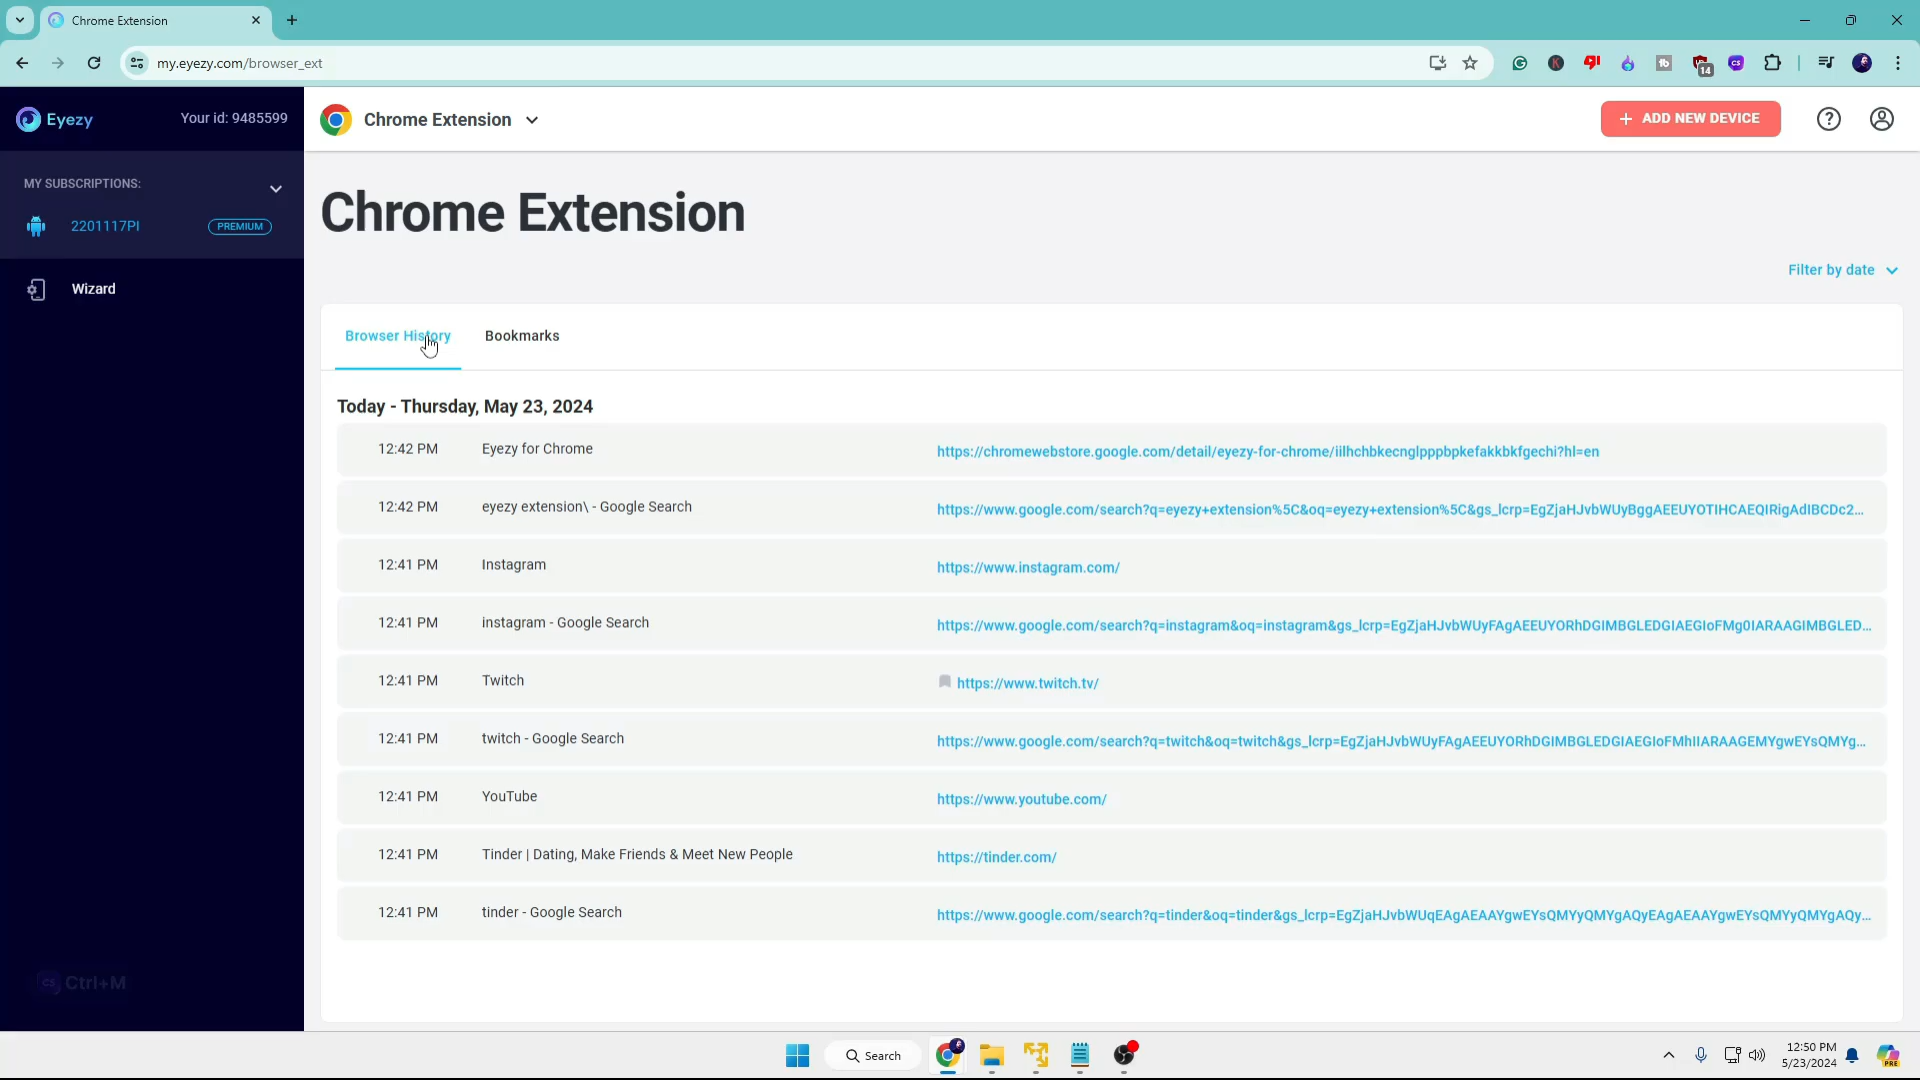 Chrome Extension
my.eyezy.com/browser_ext
14
Eyezy
Your id: 9485599
Chrome Extension
ADD NEW DEVICE
MY SUBSCRIPTIONS:
2201117PI
PREMIUM
Wizard
Chrome Extension
Filter by date
Browser History
Bookmarks
Today - Thursday, May 23, 2024
12:42 PM Eyezy for Chrome https://chromewebstore.google.com/detail/eyezy-for-chrome/iilhchbkecnglpppbpkefakkbkfgechi?hl=en
12:42 PM eyezy extension\ - Google Search https://www.google.com/search?q=eyezy+extension%5C&oq=eyezy+extension%5C&gs_lcrp=EgZjaHJvbWUyBggAEEUYOTIHCAEQIRigAdIBCDc2...
12:41 PM Instagram https://www.instagram.com/
12:41 PM instagram - Google Search https://www.google.com/search?q=instagram&oq=instagram&gs_lcrp=EgZjaHJvbWUyFAgAEEUYORhDGIMBGLEDGIAEGIoFMg0IARAAGIMBGLED...
12:41 PM Twitch https://www.twitch.tv/
12:41 PM twitch - Google Search https://www.google.com/search?q=twitch&oq=twitch&gs_lcrp=EgZjaHJvbWUyFAgAEEUYORhDGIMBGLEDGIAEGIoFMhIIARAAGEMYgwEYsQMYg...
12:41 PM YouTube https://www.youtube.com/
12:41 PM Tinder | Dating, Make Friends & Meet New People https://tinder.com/
12:41 PM tinder - Google Search https://www.google.com/search?q=tinder&oq=tinder&gs_lcrp=EgZjaHJvbWUqEAgAEAAYgwEYsQMYyQMYgAQyEAgAEAAYgwEYsQMYyQMYgAQy...
CS Ctrl+M
Search
12:50 PM
5/23/2024
PRE